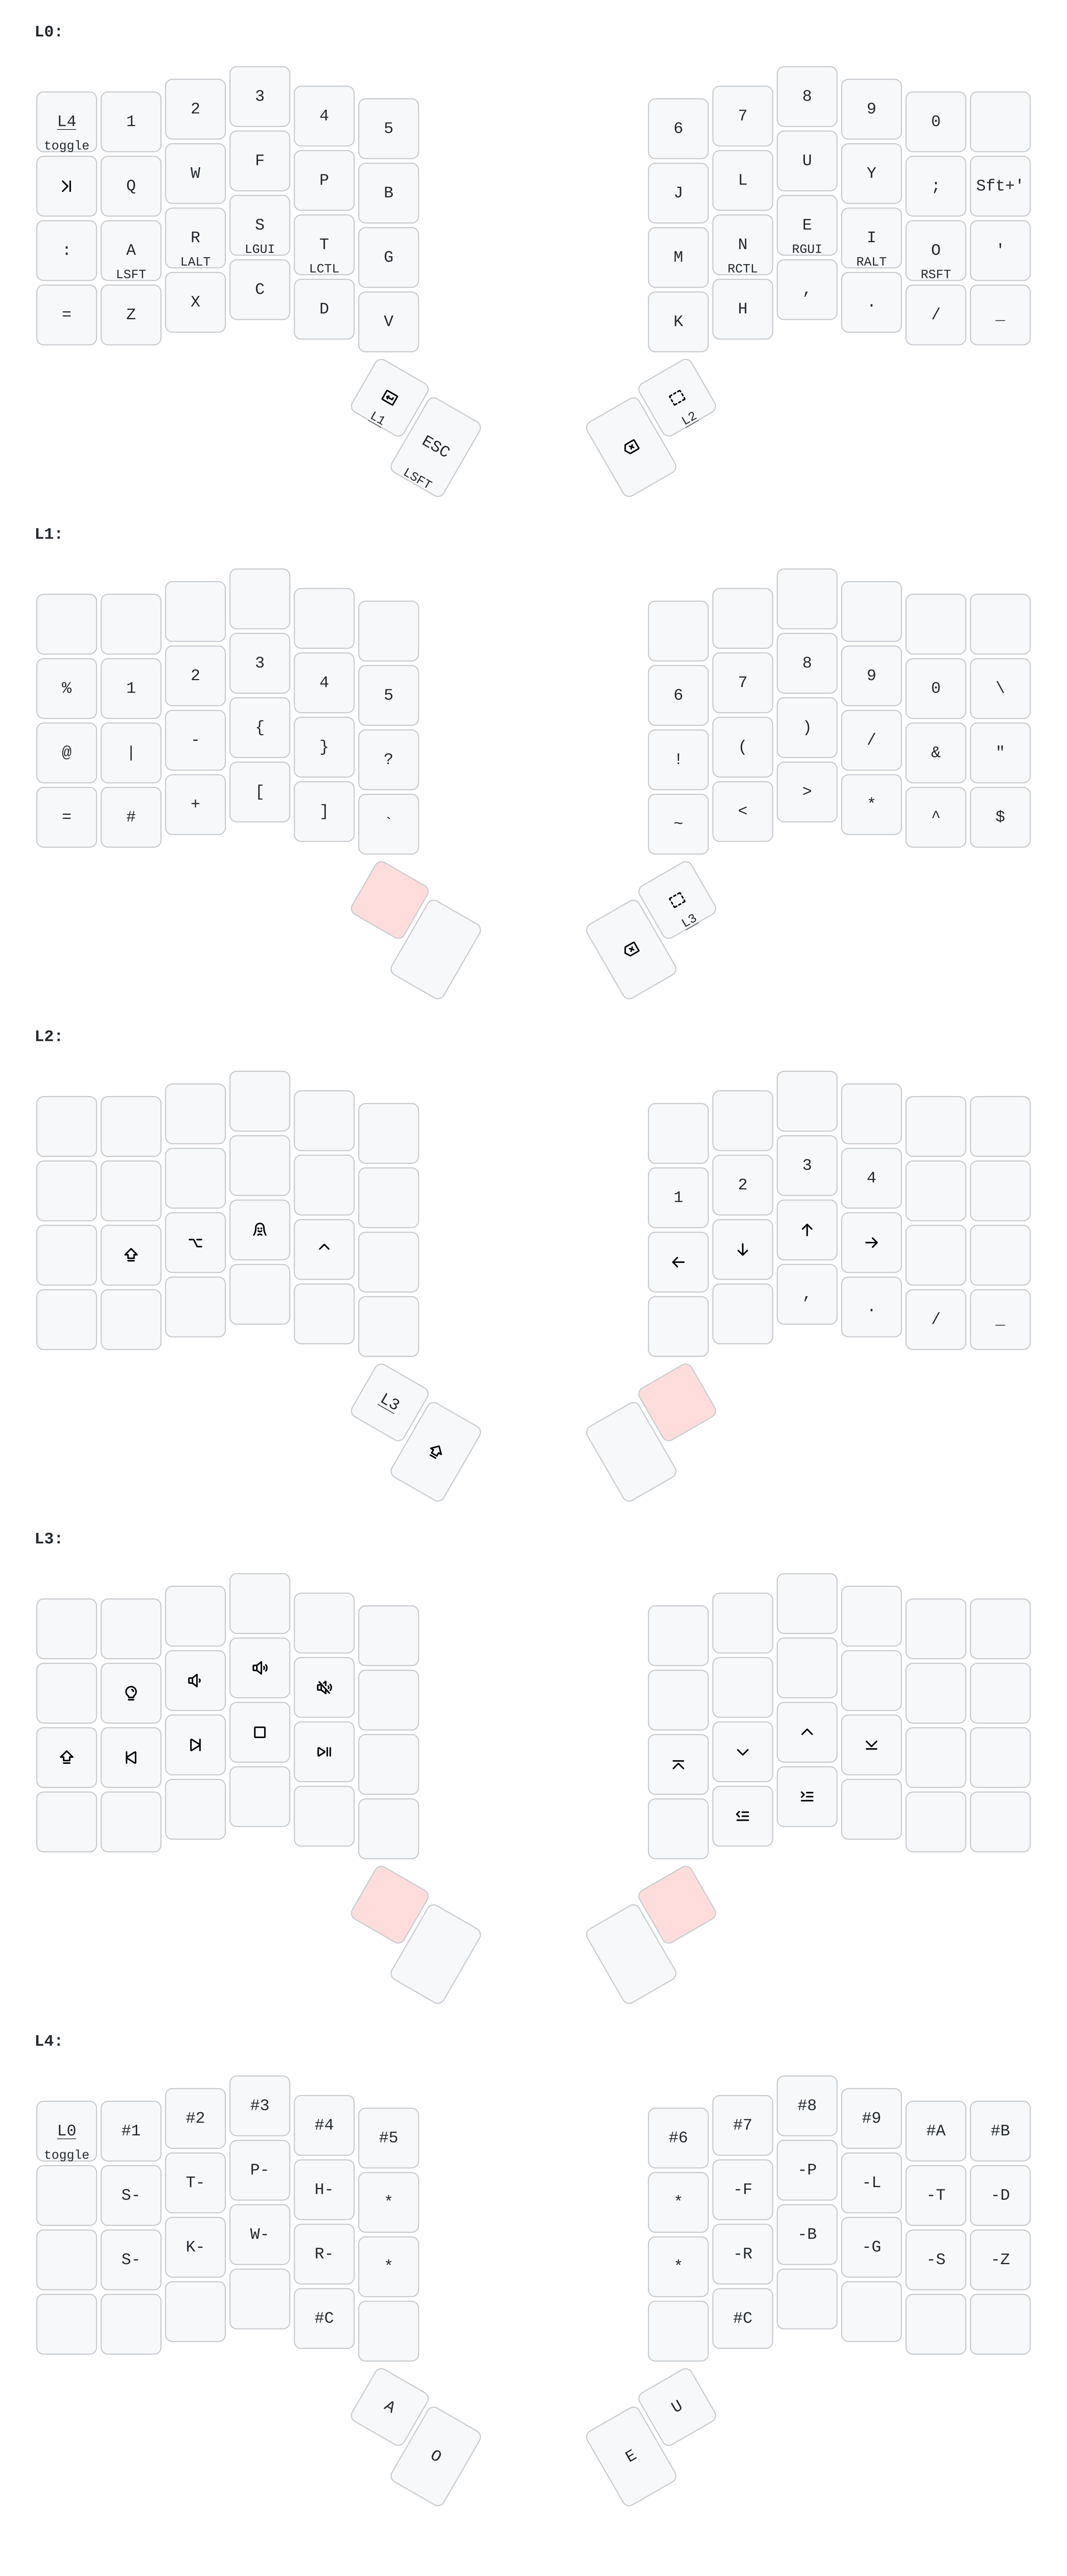 L0:
L4 1 2 3 4 5 6 7 8 9 0
toggle
Q W F P B J L U Y ; Sft+'
: A R S T G M N E I O '
LSFT LALT LGUI LCTL RCTL RGUI RALT RSFT
= Z X C D V K H , . / _
L1 L2
ESC
LSFT
L1:
% 1 2 3 4 5 6 7 8 9 0 \
@ | - { } ? ! ( ) / & "
= # + [ ] ` ~ < > * ^ $
L3
L2:
1 2 3 4
← ↓ ↑ →
, . / _
L3
L3:
L4:
L0 #1 #2 #3 #4 #5 #6 #7 #8 #9 #A #B
toggle
S- T- P- H- * * -F -P -L -T -D
S- K- W- R- * * -R -B -G -S -Z
#C #C
A U
O E